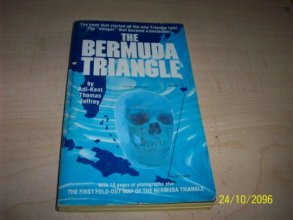 The book that started all the new Triangle talk!
The "sleeper" that became a bestseller!
THE
BERMUDA
TRIANGLE
by
Adi-Kent
Thomas
Jeffrey
With 10 pages of photographs plus
THE FIRST FOLD-OUT MAP OF THE BERMUDA TRIANGLE
24/10 2096